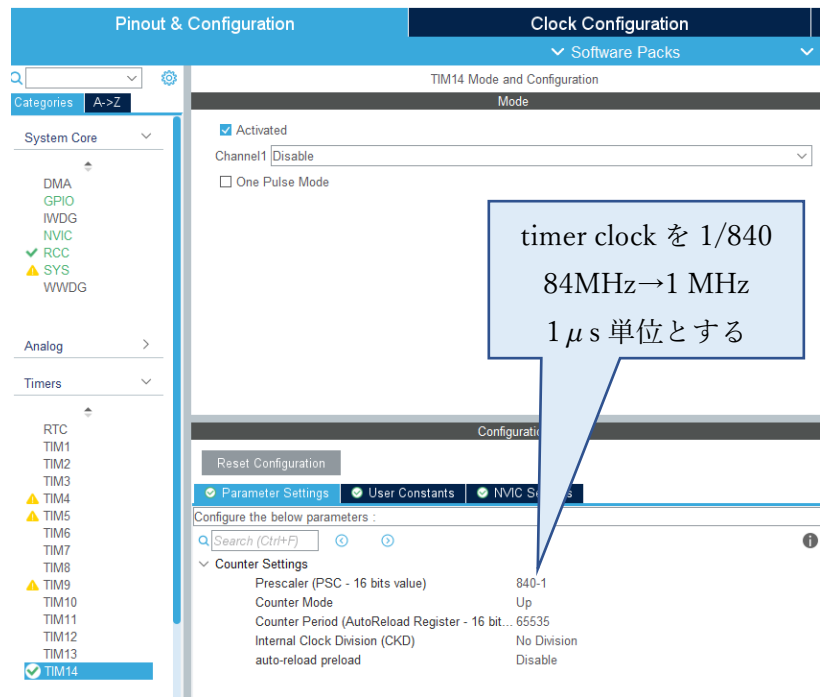 Pinout & Configuration
Clock Configuration
Software Packs
Categories A->Z
System Core
DMA
GPIO
IWDG
NVIC
RCC
SYS
WWDG
Analog
Timers
RTC
TIM1
TIM2
TIM3
TIM4
TIM5
TIM6
TIM7
TIM8
TIM9
TIM10
TIM11
TIM12
TIM13
TIM14
TIM14 Mode and Configuration
Mode
Activated
Channel1 Disable
One Pulse Mode
timer clock を 1/840
84MHz→1 MHz
1μs 単位とする
Reset Configuration
Parameter Settings User Constants
Configure the below parameters :
Search (Ctrl+F)
Counter Settings
Prescaler (PSC - 16 bits value) 840-1
Counter Mode Up
Counter Period (AutoReload Register - 16 bit... 65535
Internal Clock Division (CKD) No Division
auto-reload preload Disable